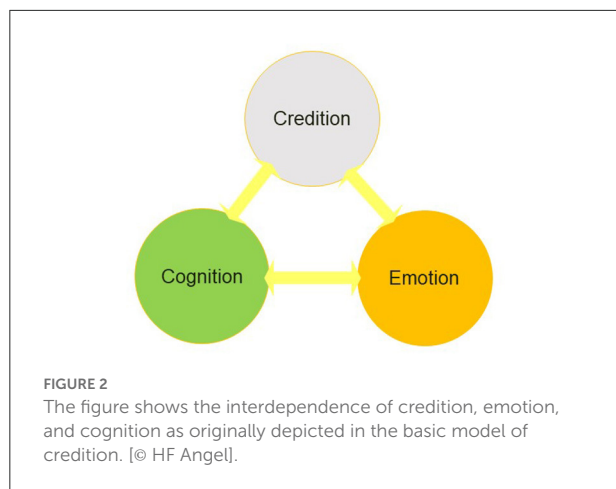 Credition
Cognition
Emotion
FIGURE 2
The figure shows the interdependence of credition, emotion,
and cognition as originally depicted in the basic model of
credition. [© HF Angel].